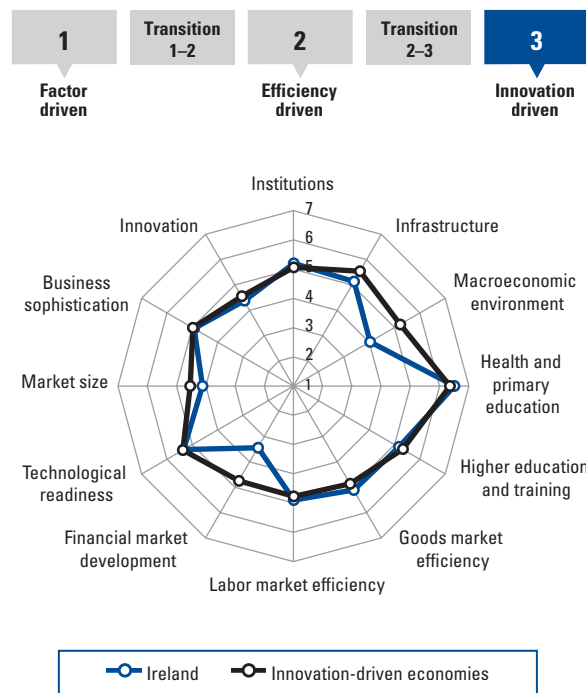 1
Transition
1–2
2
Transition
2–3
3
Factor
driven
Efficiency
driven
Innovation
driven
Institutions
7
Innovation
6
Infrastructure
5
Business
sophistication
4
Macroeconomic
environment
3
2
Market size
1
Health and
primary
education
Technological
readiness
Higher education
and training
Financial market
development
Goods market
efficiency
Labor market efficiency
Ireland
Innovation-driven economies